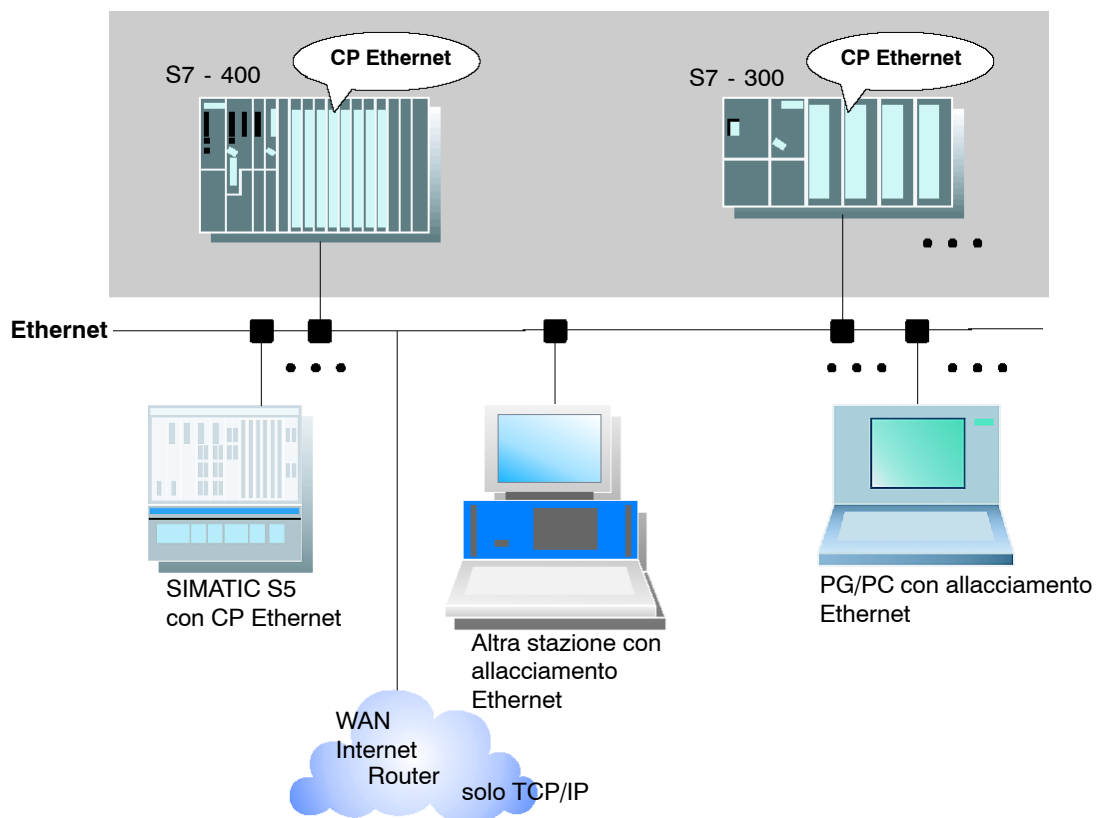 CP Ethernet
S7 - 400
CP Ethernet
S7 - 300
Ethernet
SIMATIC S5
con CP Ethernet
Altra stazione con
allacciamento
Ethernet
PG/PC con allacciamento
Ethernet
WAN
Internet
Router
solo TCP/IP